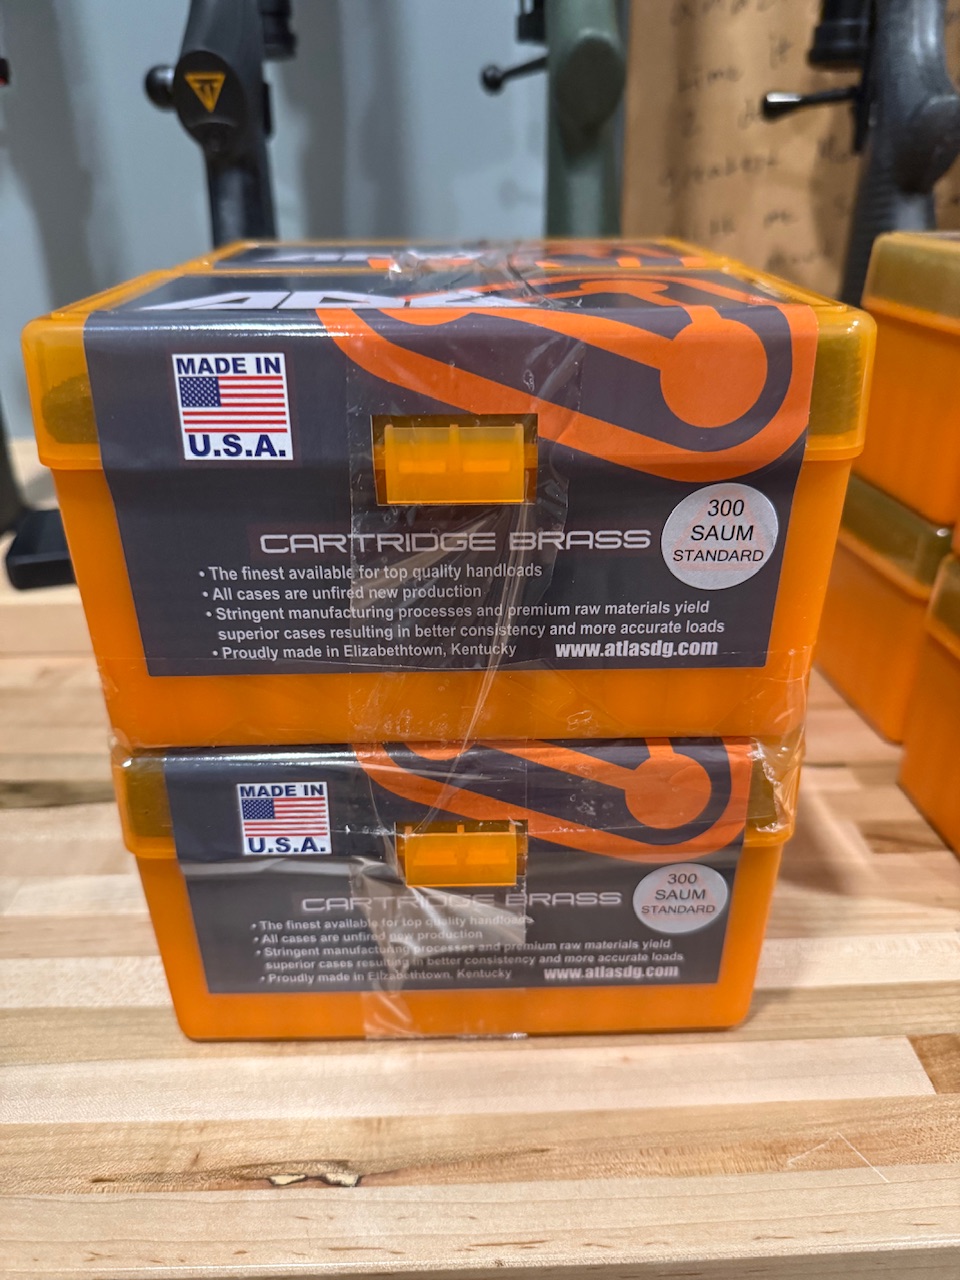 MADE IN
U.S.A.
CARTRIDGE BRASS
300
SAUM
STANDARD
• The finest available for top quality handloads
• All cases are unfired new production
• Stringent manufacturing processes and premium raw materials yield
superior cases resulting in better consistency and more accurate loads
• Proudly made in Elizabethtown, Kentucky
www.atlasdg.com
MADE IN
U.S.A.
CARTRIDGE BRASS
300
SAUM
STANDARD
• The finest available for top quality handloads
• All cases are unfired new production
• Stringent manufacturing processes and premium raw materials yield
superior cases resulting in better consistency and more accurate loads
• Proudly made in Elizabethtown, Kentucky
www.atlasdg.com